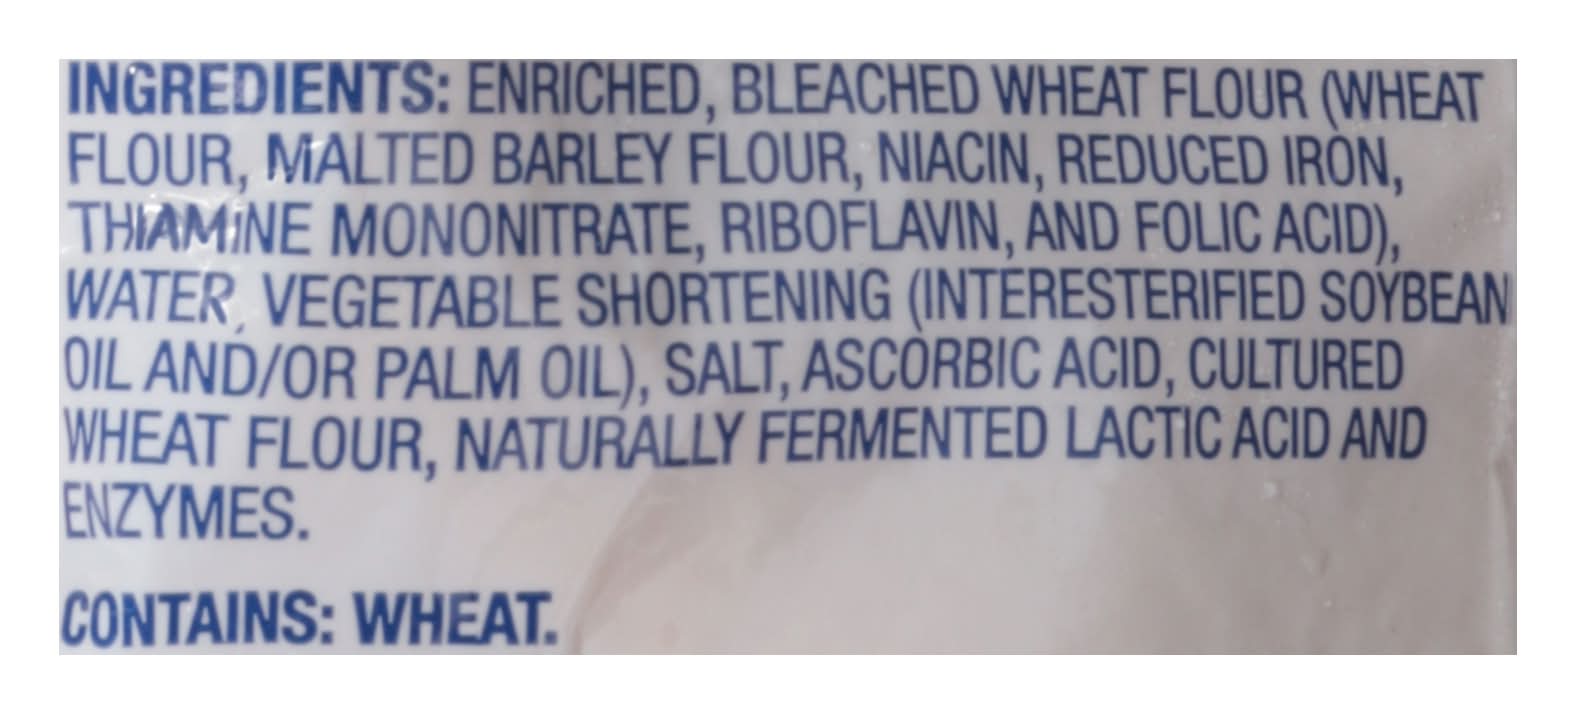 INGREDIENTS: ENRICHED, BLEACHED WHEAT FLOUR (WHEAT
FLOUR, MALTED BARLEY FLOUR, NIACIN, REDUCED IRON,
THIAMINE MONONITRATE, RIBOFLAVIN, AND FOLIC ACID),
WATER, VEGETABLE SHORTENING (INTERESTERIFIED SOYBEAN
OIL AND/OR PALM OIL), SALT, ASCORBIC ACID, CULTURED
WHEAT FLOUR, NATURALLY FERMENTED LACTIC ACID AND
ENZYMES.
CONTAINS: WHEAT.